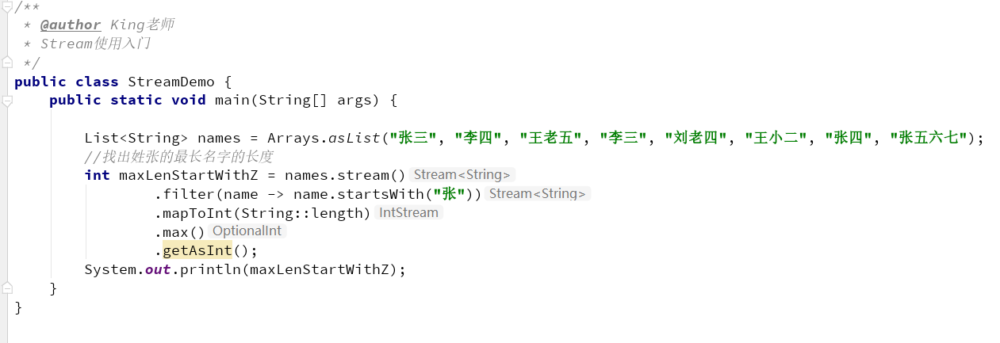 /**
 * @author King老师
 * Stream使用入门
 */
public class StreamDemo {
    public static void main(String[] args) {
        List<String> names = Arrays.asList("张三", "李四", "王老五", "李三", "刘老四", "王小二", "张四", "张五六七");
        //找出姓张的最长名字的长度
        int maxLenStartWithZ = names.stream() Stream<String>
                .filter(name -> name.startsWith("张")) Stream<String>
                .mapToInt(String::length) IntStream
                .max() OptionalInt
                .getAsInt();
        System.out.println(maxLenStartWithZ);
    }
}